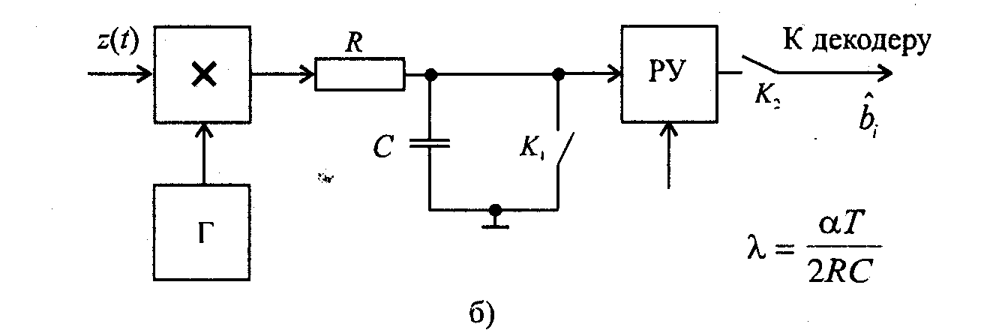 z(t)
×
R
РУ
К декодеру
K₂
b̂ᵢ
C
K₁
Г
λ = αT / 2RC
б)